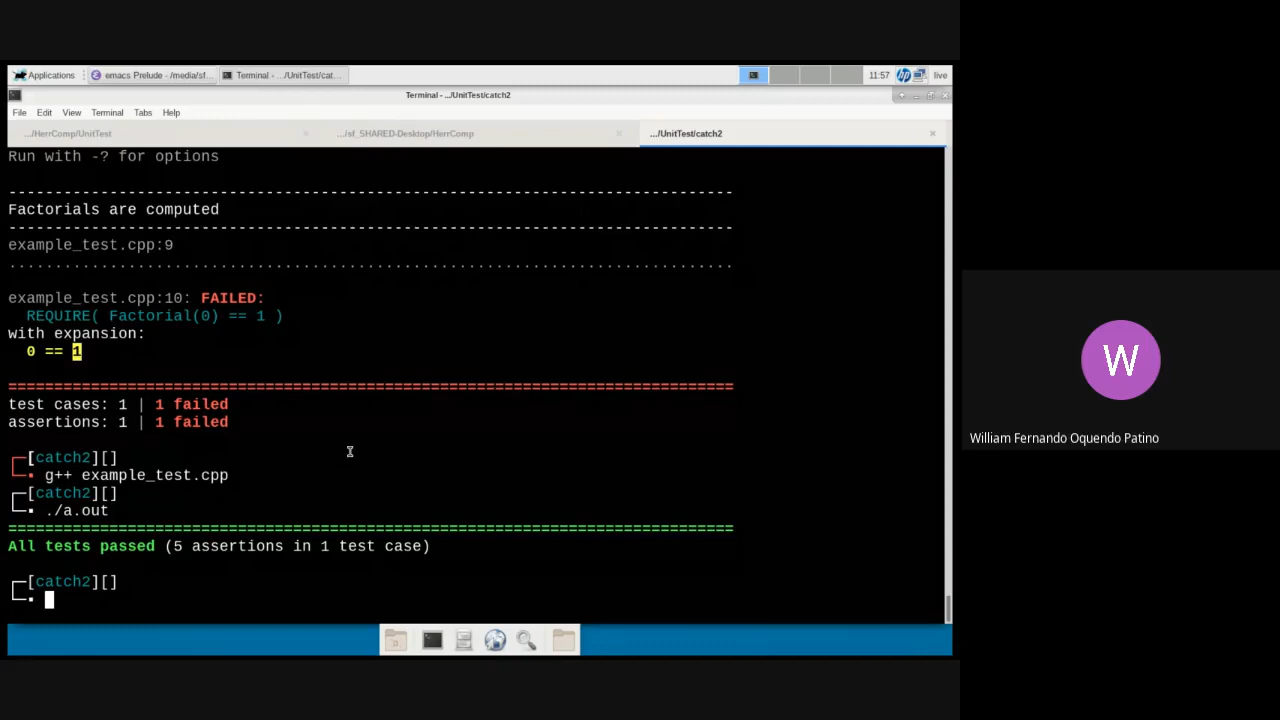 Applications
emacs Prelude - /media/sf...
Terminal - .../UnitTest/cat...
11:57
hp
live
Terminal - .../UnitTest/catch2
File Edit View Terminal Tabs Help
.../HerrComp/UnitTest
.../sf_SHARED-Desktop/HerrComp
.../UnitTest/catch2
Run with -? for options
-------------------------------------------------------------------------------
Factorials are computed
-------------------------------------------------------------------------------
example_test.cpp:9
...............................................................................
example_test.cpp:10: FAILED:
REQUIRE( Factorial(0) == 1 )
with expansion:
0 == 1
===============================================================================
test cases: 1 | 1 failed
assertions: 1 | 1 failed
[catch2][]
g++ example_test.cpp
[catch2][]
./a.out
===============================================================================
All tests passed (5 assertions in 1 test case)
[catch2][]
W
William Fernando Oquendo Patino